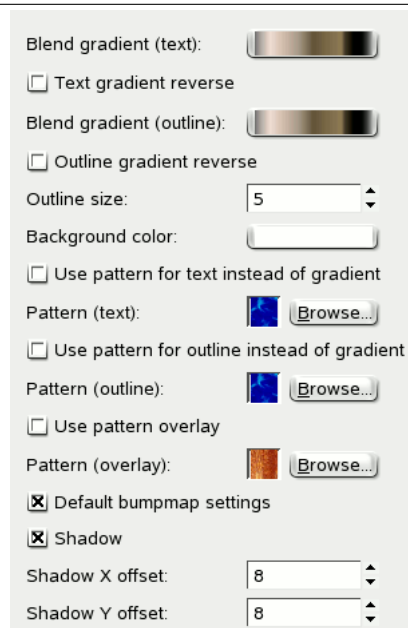 Blend gradient (text):
Text gradient reverse
Blend gradient (outline):
Outline gradient reverse
Outline size: 5
Background color:
Use pattern for text instead of gradient
Pattern (text): Browse...
Use pattern for outline instead of gradient
Pattern (outline): Browse...
Use pattern overlay
Pattern (overlay): Browse...
Default bumpmap settings
Shadow
Shadow X offset: 8
Shadow Y offset: 8